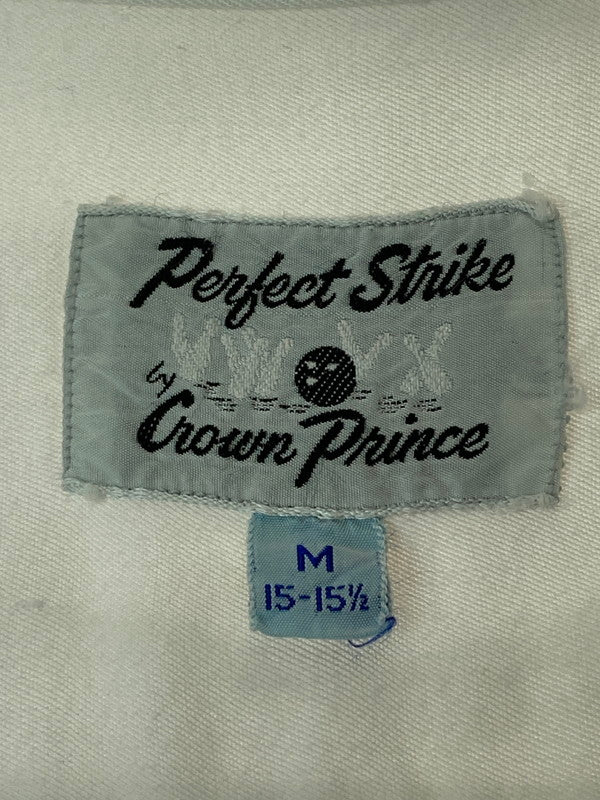 Perfect Strike
by
Crown Prince
M
15-15½